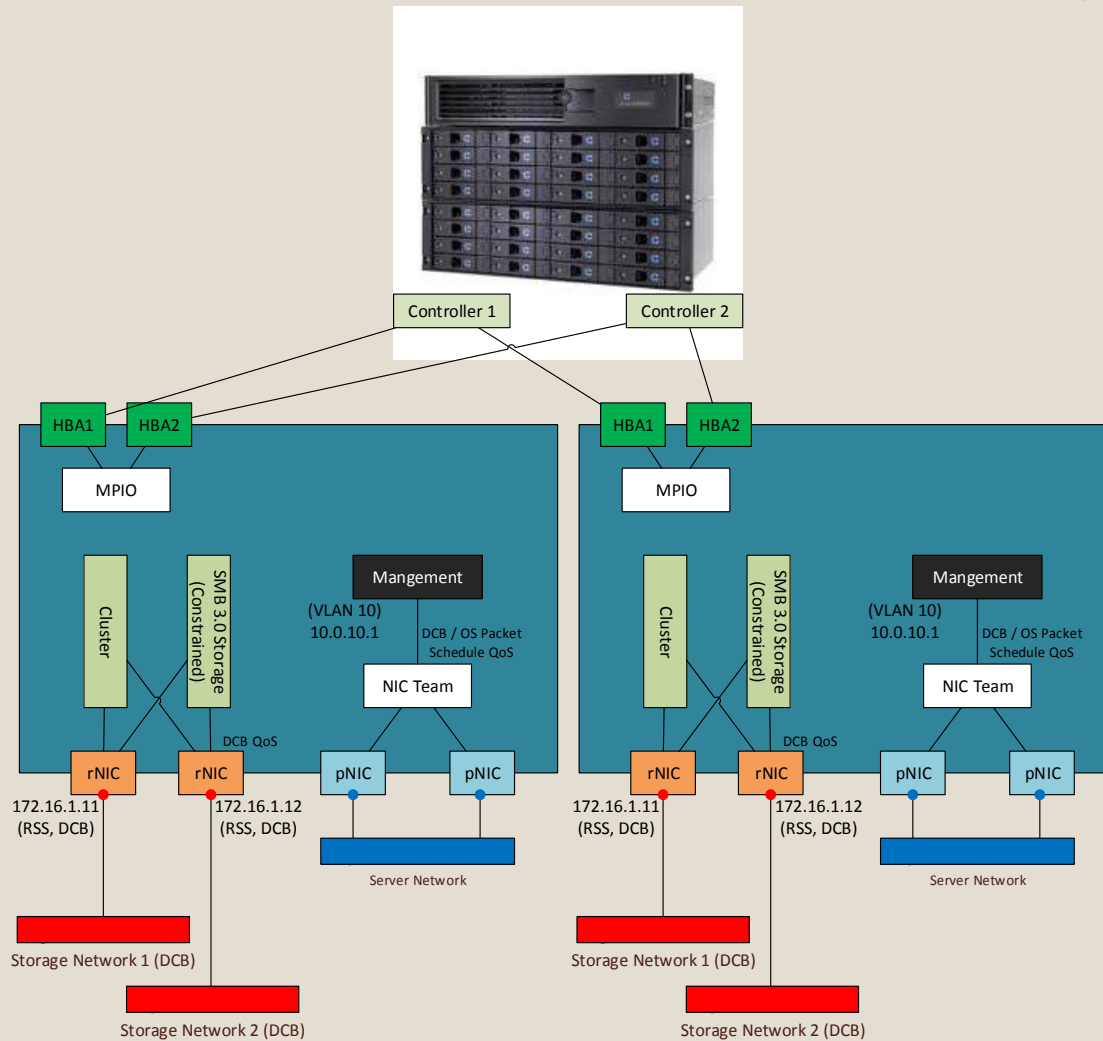 Controller 1
Controller 2
HBA1
HBA2
MPIO
Cluster
SMB 3.0 Storage
(Constrained)
Mangement
(VLAN 10)
10.0.10.1
DCB / OS Packet
Schedule QoS
NIC Team
DCB QoS
rNIC
rNIC
pNIC
pNIC
172.16.1.11
(RSS, DCB)
172.16.1.12
(RSS, DCB)
Server Network
Storage Network 1 (DCB)
Storage Network 2 (DCB)
HBA1
HBA2
MPIO
Cluster
SMB 3.0 Storage
(Constrained)
Mangement
(VLAN 10)
10.0.10.1
DCB / OS Packet
Schedule QoS
NIC Team
DCB QoS
rNIC
rNIC
pNIC
pNIC
172.16.1.11
(RSS, DCB)
172.16.1.12
(RSS, DCB)
Server Network
Storage Network 1 (DCB)
Storage Network 2 (DCB)